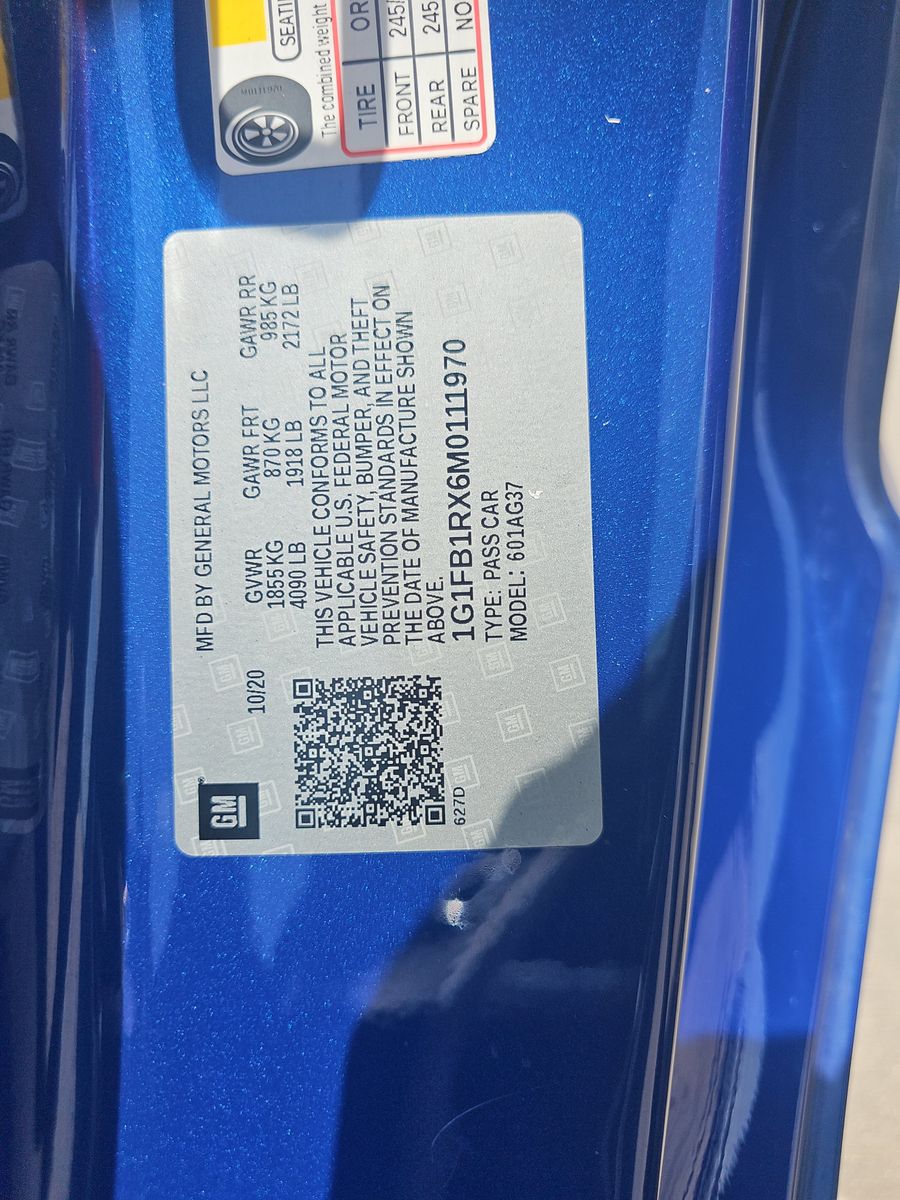 MFD BY GENERAL MOTORS LLC
GM
10/20
GVWR GAWR FRT GAWR RR
1855 KG 870 KG 985 KG
4090 LB 1918 LB 2172 LB
THIS VEHICLE CONFORMS TO ALL
APPLICABLE U.S. FEDERAL MOTOR
VEHICLE SAFETY, BUMPER, AND THEFT
PREVENTION STANDARDS IN EFFECT ON
THE DATE OF MANUFACTURE SHOWN
ABOVE.
627D
1G1FB1RX6M0111970
TYPE: PASS CAR
MODEL: 601AG37
The combined weight
TIRE
FRONT 245/
REAR 245
SPARE